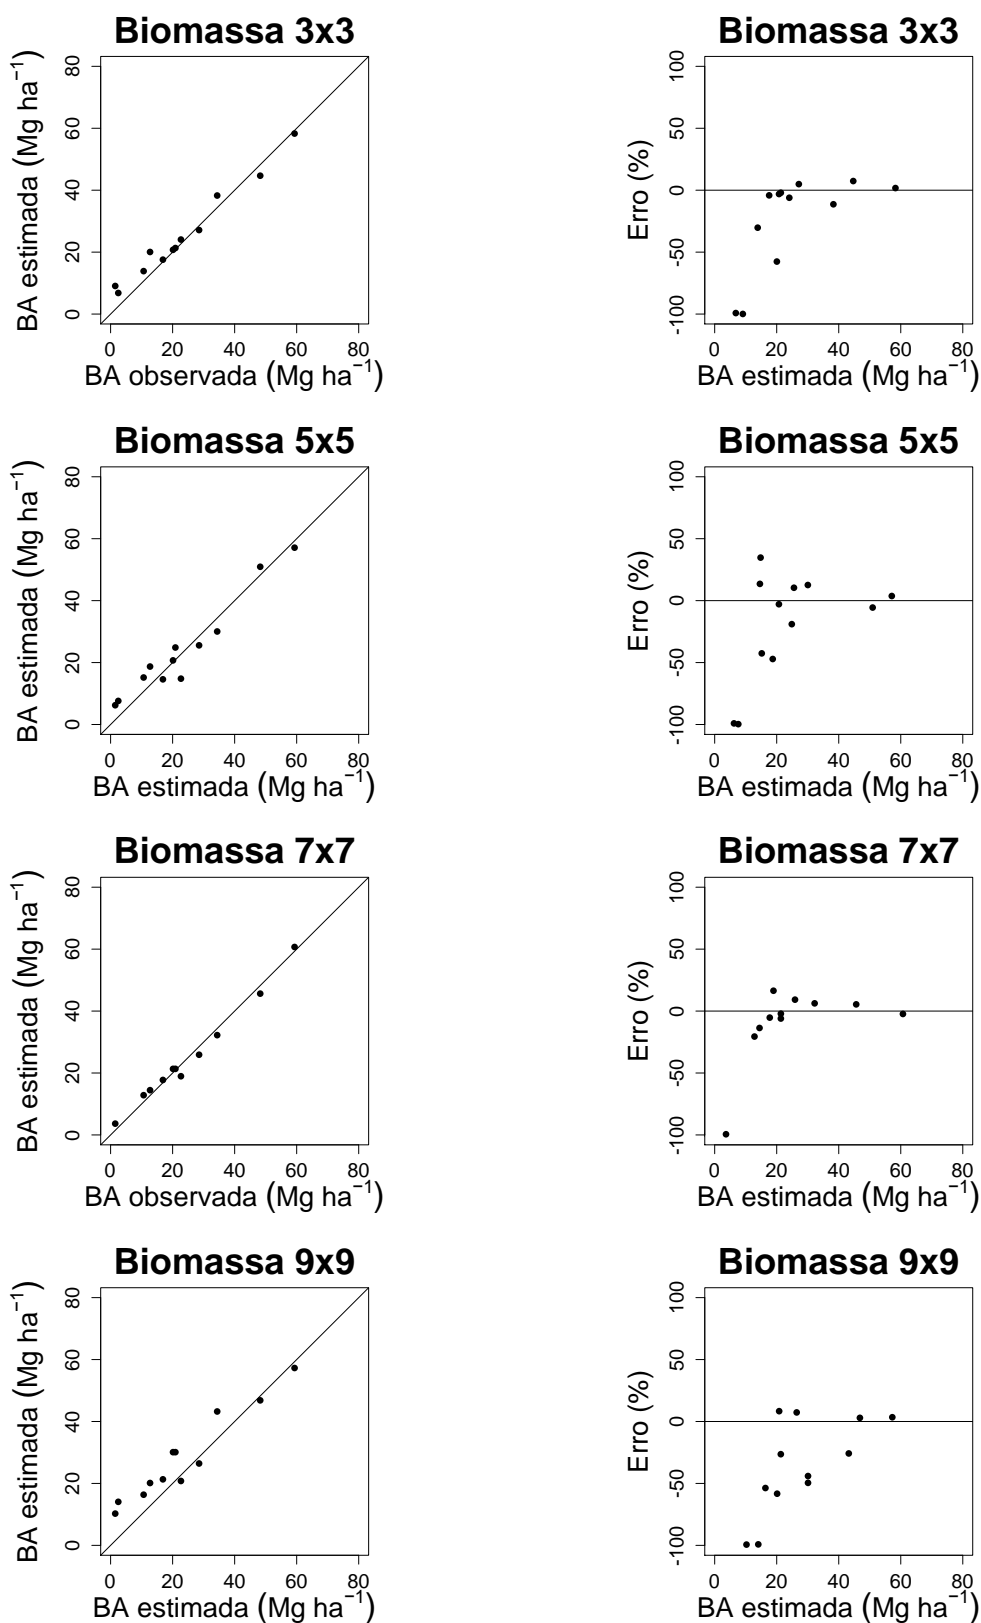 Biomassa 3x3
BA estimada (Mg ha−1)
80
60
40
20
0
0 20 40 60 80
BA observada (Mg ha−1)
Biomassa 3x3
Erro (%)
100
50
0
-50
-100
0 20 40 60 80
BA estimada (Mg ha−1)
Biomassa 5x5
BA estimada (Mg ha−1)
80
60
40
20
0
0 20 40 60 80
BA estimada (Mg ha−1)
Biomassa 5x5
Erro (%)
100
50
0
-50
-100
0 20 40 60 80
BA estimada (Mg ha−1)
Biomassa 7x7
BA estimada (Mg ha−1)
80
60
40
20
0
0 20 40 60 80
BA observada (Mg ha−1)
Biomassa 7x7
Erro (%)
100
50
0
-50
-100
0 20 40 60 80
BA estimada (Mg ha−1)
Biomassa 9x9
BA estimada (Mg ha−1)
80
60
40
20
0
0 20 40 60 80
BA estimada (Mg ha−1)
Biomassa 9x9
Erro (%)
100
50
0
-50
-100
0 20 40 60 80
BA estimada (Mg ha−1)